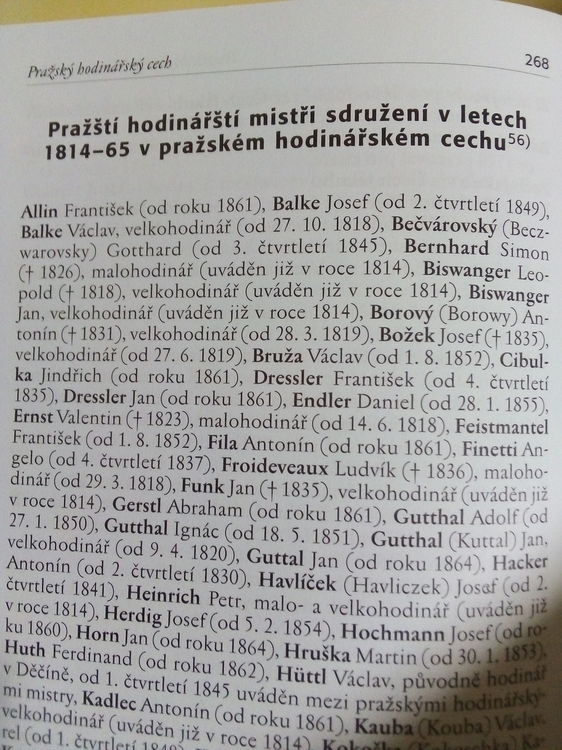 Pražský hodinářský cech
268
Pražští hodinářští mistři sdružení v letech
1814–65 v pražském hodinářském cechu56)
Allin František (od roku 1861), Balke Josef (od 2. čtvrtletí 1849),
Balke Václav, velkohodinář (od 27. 10. 1818), Bečvárovský (Becz-
warovsky) Gotthard (od 3. čtvrtletí 1845), Bernhard Simon
(† 1826), malohodinář (uváděn již v roce 1814), Biswanger Leo-
pold († 1818), velkohodinář (uváděn již v roce 1814), Biswanger
Jan, velkohodinář (uváděn již v roce 1814), Borový (Borowy) An-
tonín († 1831), velkohodinář (od 28. 3. 1819), Božek Josef († 1835),
velkohodinář (od 27. 6. 1819), Bruža Václav (od 1. 8. 1852), Cibul-
ka Jindřich (od roku 1861), Dressler František (od 4. čtvrtletí
1835), Dressler Jan (od roku 1861), Endler Daniel (od 28. 1. 1855),
Ernst Valentin († 1823), malohodinář (od 14. 6. 1818), Feistmantel
František (od 1. 8. 1852), Fila Antonín (od roku 1861), Finetti An-
gelo (od 4. čtvrtletí 1837), Froideveaux Ludvík († 1836), maloho-
dinář (od 29. 3. 1818), Funk Jan († 1835), velkohodinář (uváděn již
v roce 1814), Gerstl Abraham (od roku 1861), Gutthal Adolf (od
27. 1. 1850), Gutthal Ignác (od 18. 5. 1851), Gutthal (Kuttal) Jan,
velkohodinář (od 9. 4. 1820), Guttal Jan (od roku 1864), Hacker
Antonín (od 2. čtvrtletí 1830), Havlíček (Havliczek) Josef (od 2.
čtvrtletí 1841), Heinrich Petr, malo- a velkohodinář (uváděn již
v roce 1814), Herdig Josef (od 5. 2. 1854), Hochmann Josef (od ro-
ku 1860), Horn Jan (od roku 1864), Hruška Martin (od 30. 1. 1853),
Huth Ferdinand (od roku 1862), Hüttl Václav, původně hodinář
v Děčíně, od 1. čtvrtletí 1845 uváděn mezi pražskými hodinářský-
mi mistry, Kadlec Antonín (od roku 1861), Kauba (Kouba) Václav,
velkohodinář (uváděn již v roce 1814),
rel (od 1. čtvrtletí 1848)